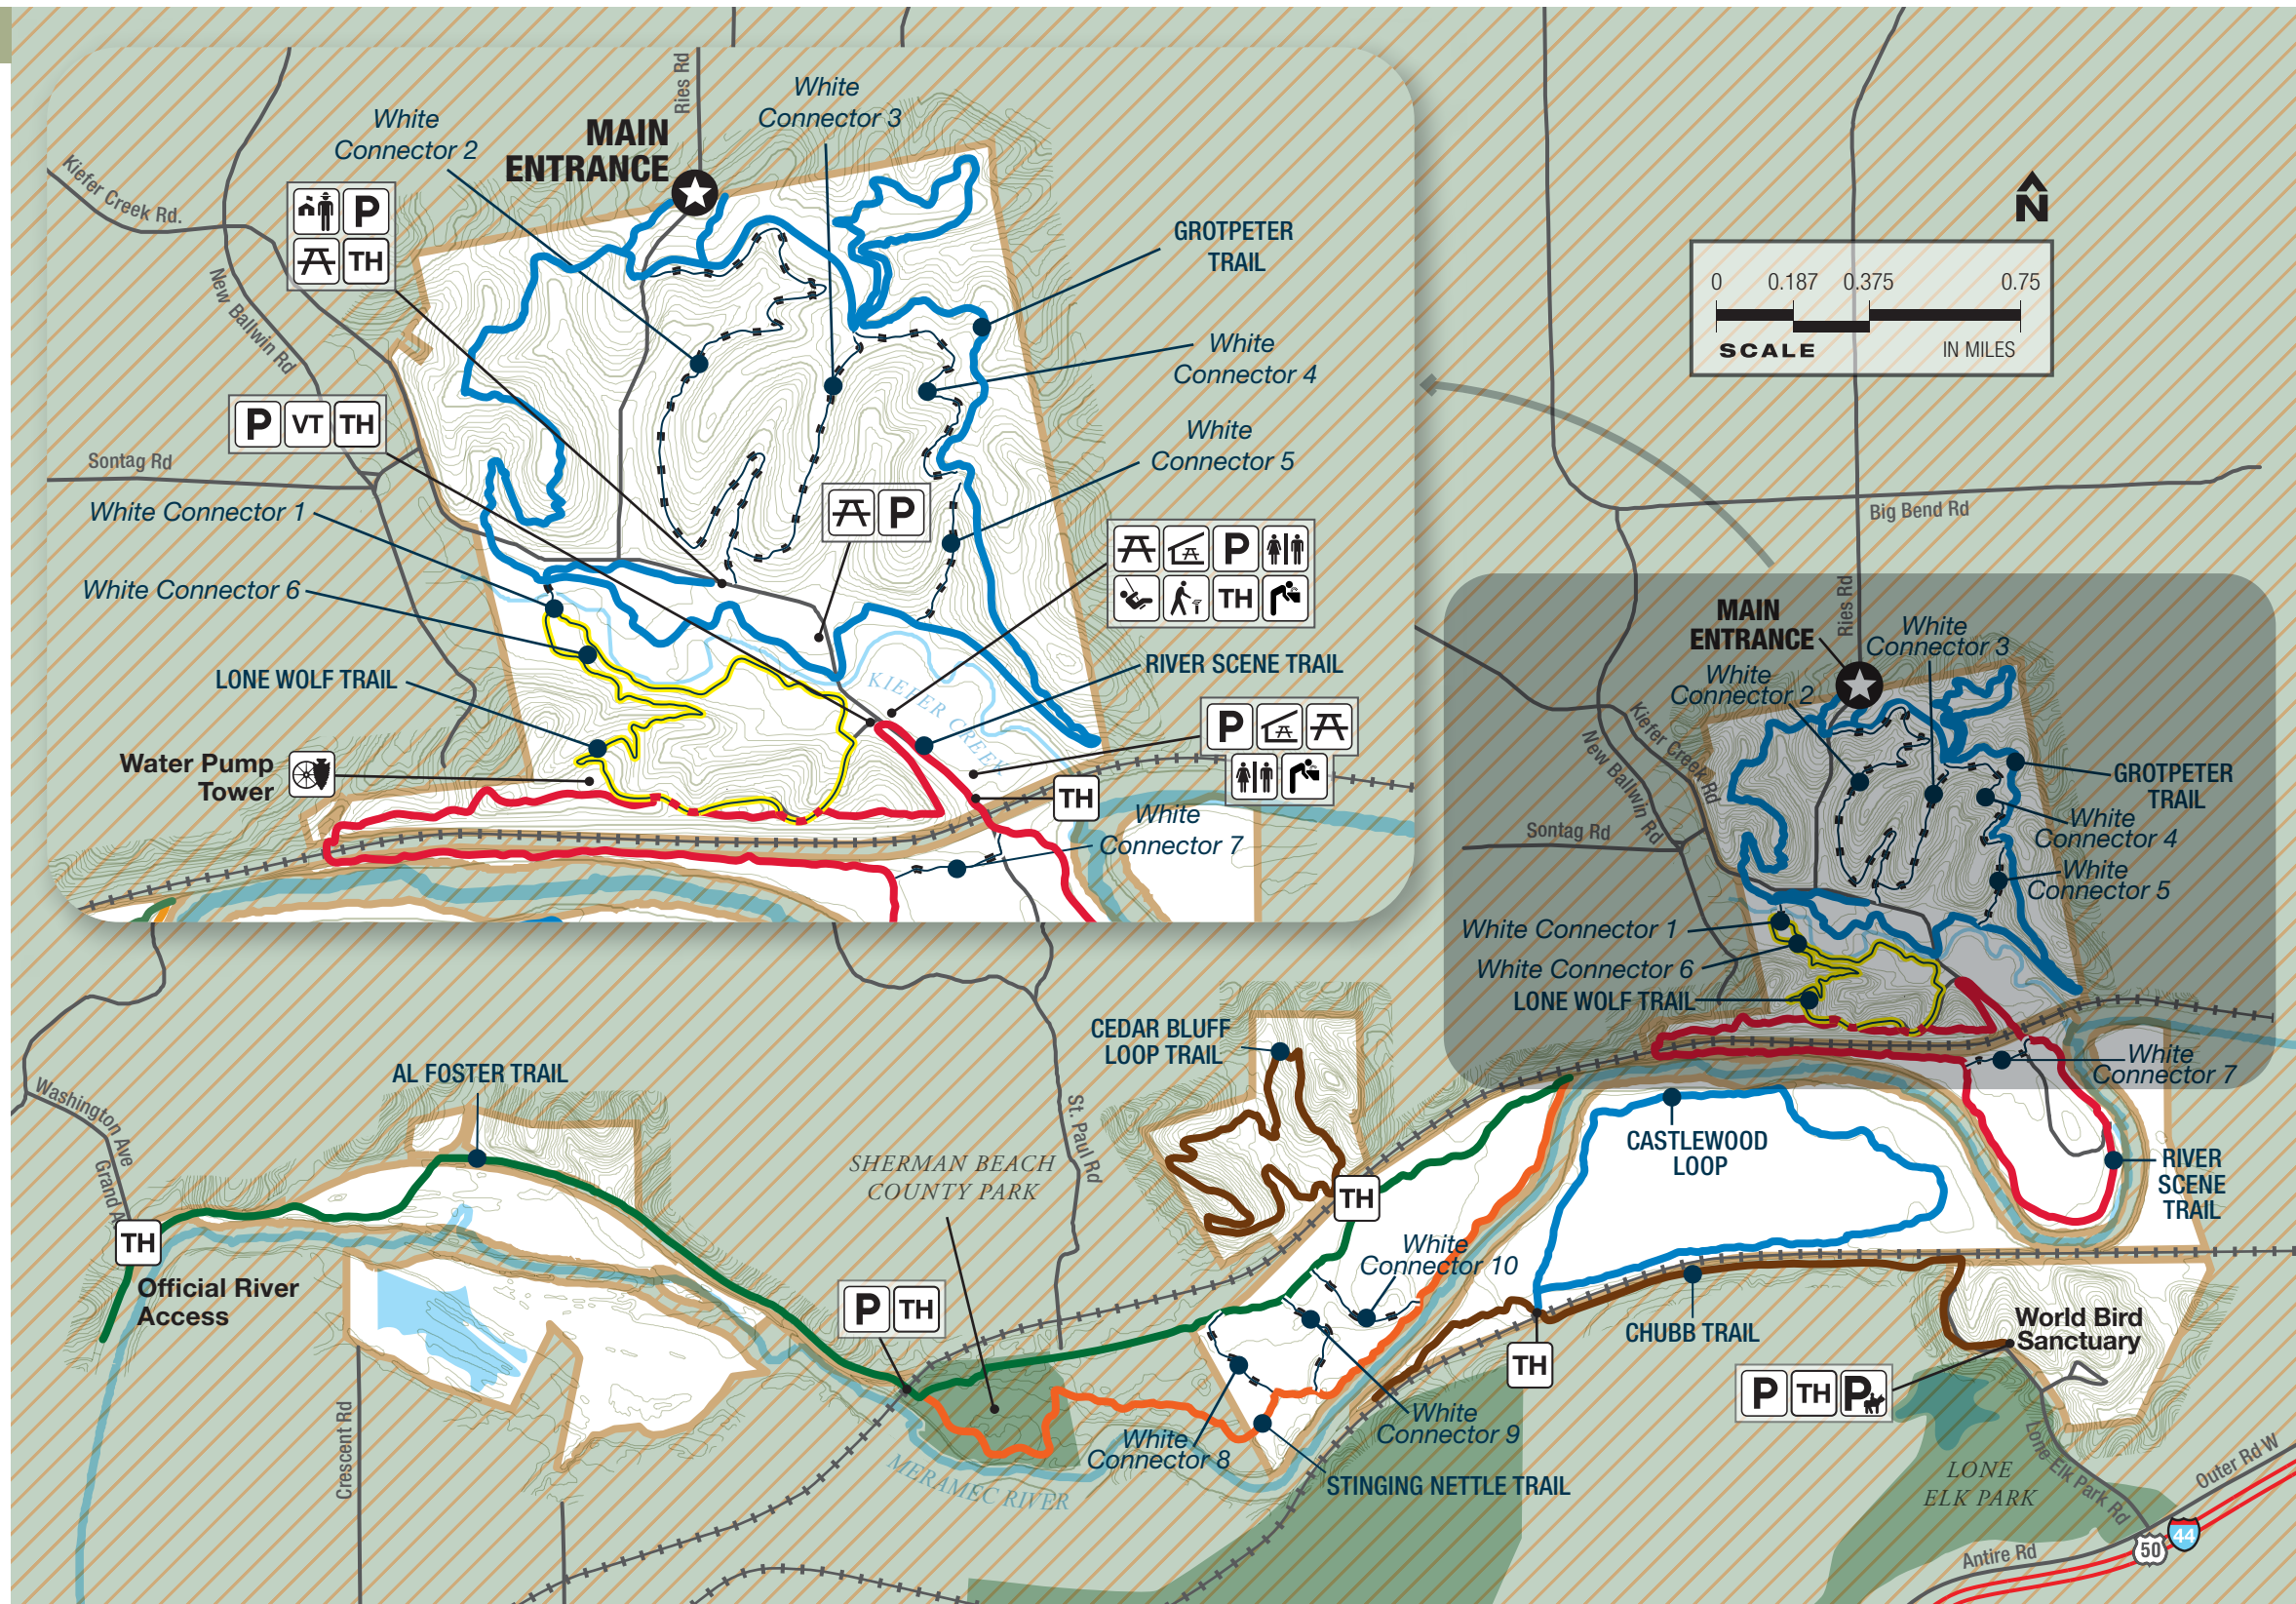 Ries Rd
White
Connector 3
White
Connector 2
MAIN
ENTRANCE
Kiefer Creek Rd.
P
TH
New Ballwin Rd
GROTPETER
TRAIL
White
Connector 4
White
Connector 5
P VT TH
Sontag Rd
White Connector 1
P
P
TH
White Connector 6
LONE WOLF TRAIL
RIVER SCENE TRAIL
KIEFER CREEK
P
Water Pump
Tower
TH
White
Connector 7
N
0 0.187 0.375 0.75
SCALE IN MILES
Big Bend Rd
Ries Rd
MAIN
ENTRANCE
White
Connector 3
White
Connector 2
Kiefer Creek Rd
New Ballwin Rd
Sontag Rd
GROTPETER
TRAIL
White
Connector 4
White
Connector 5
White Connector 1
White Connector 6
LONE WOLF TRAIL
White
Connector 7
CEDAR BLUFF
LOOP TRAIL
AL FOSTER TRAIL
Washington Ave
Grand A
St. Paul Rd
CASTLEWOOD
LOOP
RIVER
SCENE
TRAIL
SHERMAN BEACH
COUNTY PARK
TH
TH
Official River
Access
White
Connector 10
P TH
CHUBB TRAIL
World Bird
Sanctuary
TH
P TH P
Crescent Rd
White
Connector 9
White
Connector 8
STINGING NETTLE TRAIL
MERAMEC RIVER
LONE
ELK PARK
Lone Elk Park Rd
Outer Rd W
Antire Rd
50
44